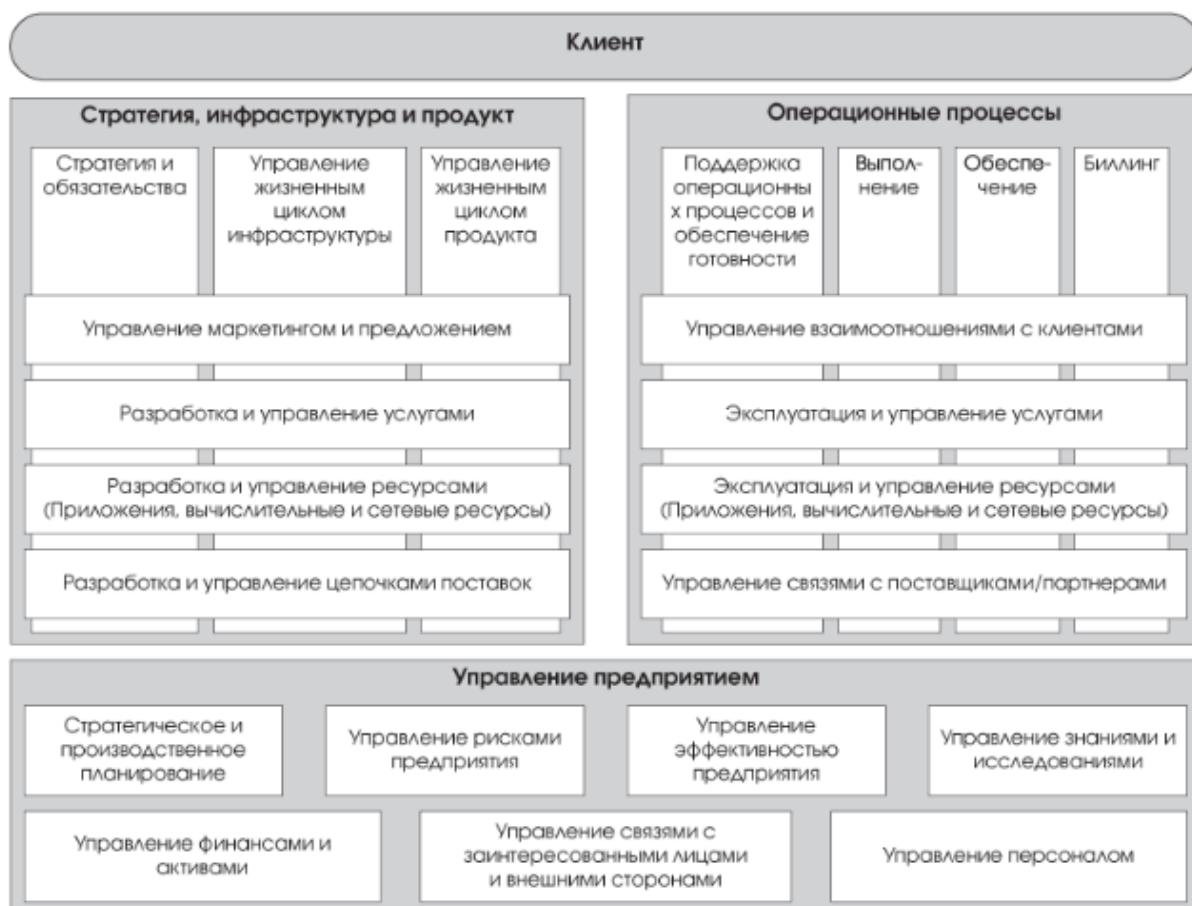 Клиент
Стратегия, инфраструктура и продукт
Стратегия и
обязательства
Управление
жизненным
циклом
инфраструктуры
Управление
жизненным
циклом
продукта
Управление маркетингом и предложением
Разработка и управление услугами
Разработка и управление ресурсами
(Приложения, вычислительные и сетевые ресурсы)
Разработка и управление цепочками поставок
Операционные процессы
Поддержка
операционны
х процессов и
обеспечение
готовности
Выпол-
нение
Обеспе-
чение
Биллинг
Управление взаимоотношениями с клиентами
Эксплуатация и управление услугами
Эксплуатация и управление ресурсами
(Приложения, вычислительные и сетевые ресурсы)
Управление связями с поставщиками/партнерами
Управление предприятием
Стратегическое и
производственное
планирование
Управление рисками
предприятия
Управление
эффективностью
предприятия
Управление знаниями и
исследованиями
Управление финансами и
активами
Управление связями с
заинтересованными лицами
и внешними сторонами
Управление персоналом